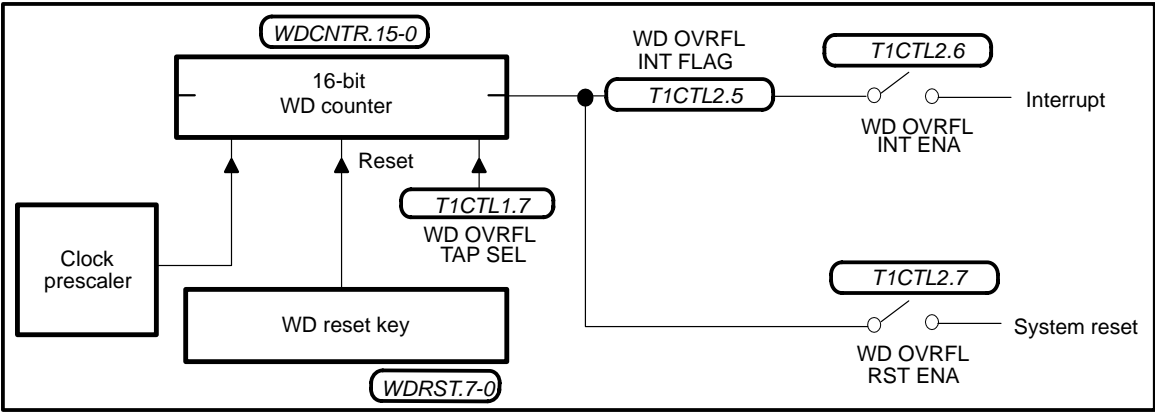 WDCNTR.15-0
16-bit
WD counter
WD OVRFL
INT FLAG
T1CTL2.5
T1CTL2.6
Interrupt
WD OVRFL
INT ENA
Reset
T1CTL1.7
WD OVRFL
TAP SEL
Clock
prescaler
WD reset key
WDRST.7-0
T1CTL2.7
System reset
WD OVRFL
RST ENA